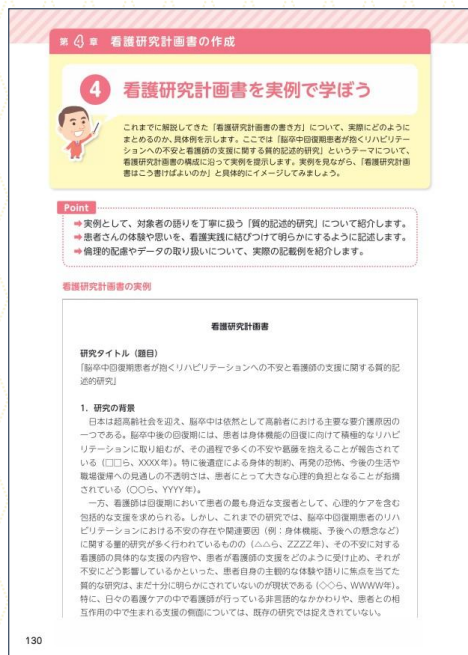 第4章 看護研究計画書の作成
4 看護研究計画書を実例で学ぼう
これまでに解説してきた「看護研究計画書の書き方」について、実際にどのように
まとめるのか、具体例を示します。ここでは「脳卒中回復期患者が抱くリハビリテー
ションへの不安と看護師の支援に関する質的記述的研究」というテーマについて、
看護研究計画書の構成に沿って実例を提示します。実例を見ながら、「看護研究計画
書はこう書けばよいのか」と具体的にイメージしてみましょう。
Point
➡実例として、対象者の語りを丁寧に扱う「質的記述的研究」について紹介します。
➡患者さんの体験や思いを、看護実践に結びつけて明らかにするように記述します。
➡倫理的配慮やデータの取り扱いについて、実際の記載例を紹介します。
看護研究計画書の実例
看護研究計画書
研究タイトル（題目）
「脳卒中回復期患者が抱くリハビリテーションへの不安と看護師の支援に関する質的記
述的研究」
1. 研究の背景
日本は超高齢社会を迎え、脳卒中は依然として高齢者における主要な要介護原因の
一つである。脳卒中後の回復期には、患者は身体機能の回復に向けて積極的なリハビ
リテーションに取り組むが、その過程で多くの不安や葛藤を抱えることが報告されて
いる（□□ら、XXXX年）。特に後遺症による身体的制約、再発の恐怖、今後の生活や
職場復帰への見通しの不透明さは、患者にとって大きな心理的負担となることが指摘
されている（○○ら、YYYY年）。
一方、看護師は回復期において患者の最も身近な支援者として、心理的ケアを含む
包括的な支援を求められる。しかし、これまでの研究では、脳卒中回復期患者のリハ
ビリテーションにおける不安の存在や関連要因（例：身体機能、予後への懸念など）
に関する量的研究が多く行われているものの（△△ら、ZZZZ年）、その不安に対する
看護師の具体的な支援の内容や、患者が看護師の支援をどのように受け止め、それが
不安にどう影響しているかといった、患者自身の主観的な体験や語りに焦点を当てた
質的な研究は、まだ十分に明らかにされていないのが現状である（◇◇ら、WWWW年）。
特に、日々の看護ケアの中で看護師が行っている非言語的なかかわりや、患者との相
互作用の中で生まれる支援の側面については、既存の研究では捉えきれていない。
130